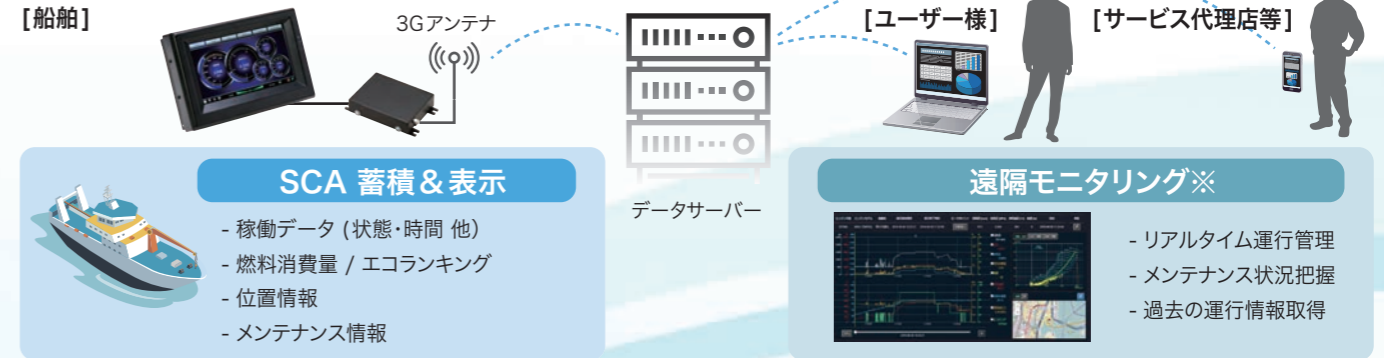 [船舶]
3Gアンテナ
[ユーザー様]
[サービス代理店等]
データサーバー
SCA 蓄積＆表示
- 稼働データ (状態・時間 他)
- 燃料消費量 / エコランキング
- 位置情報
- メンテナンス情報
遠隔モニタリング※
- リアルタイム運行管理
- メンテナンス状況把握
- 過去の運行情報取得